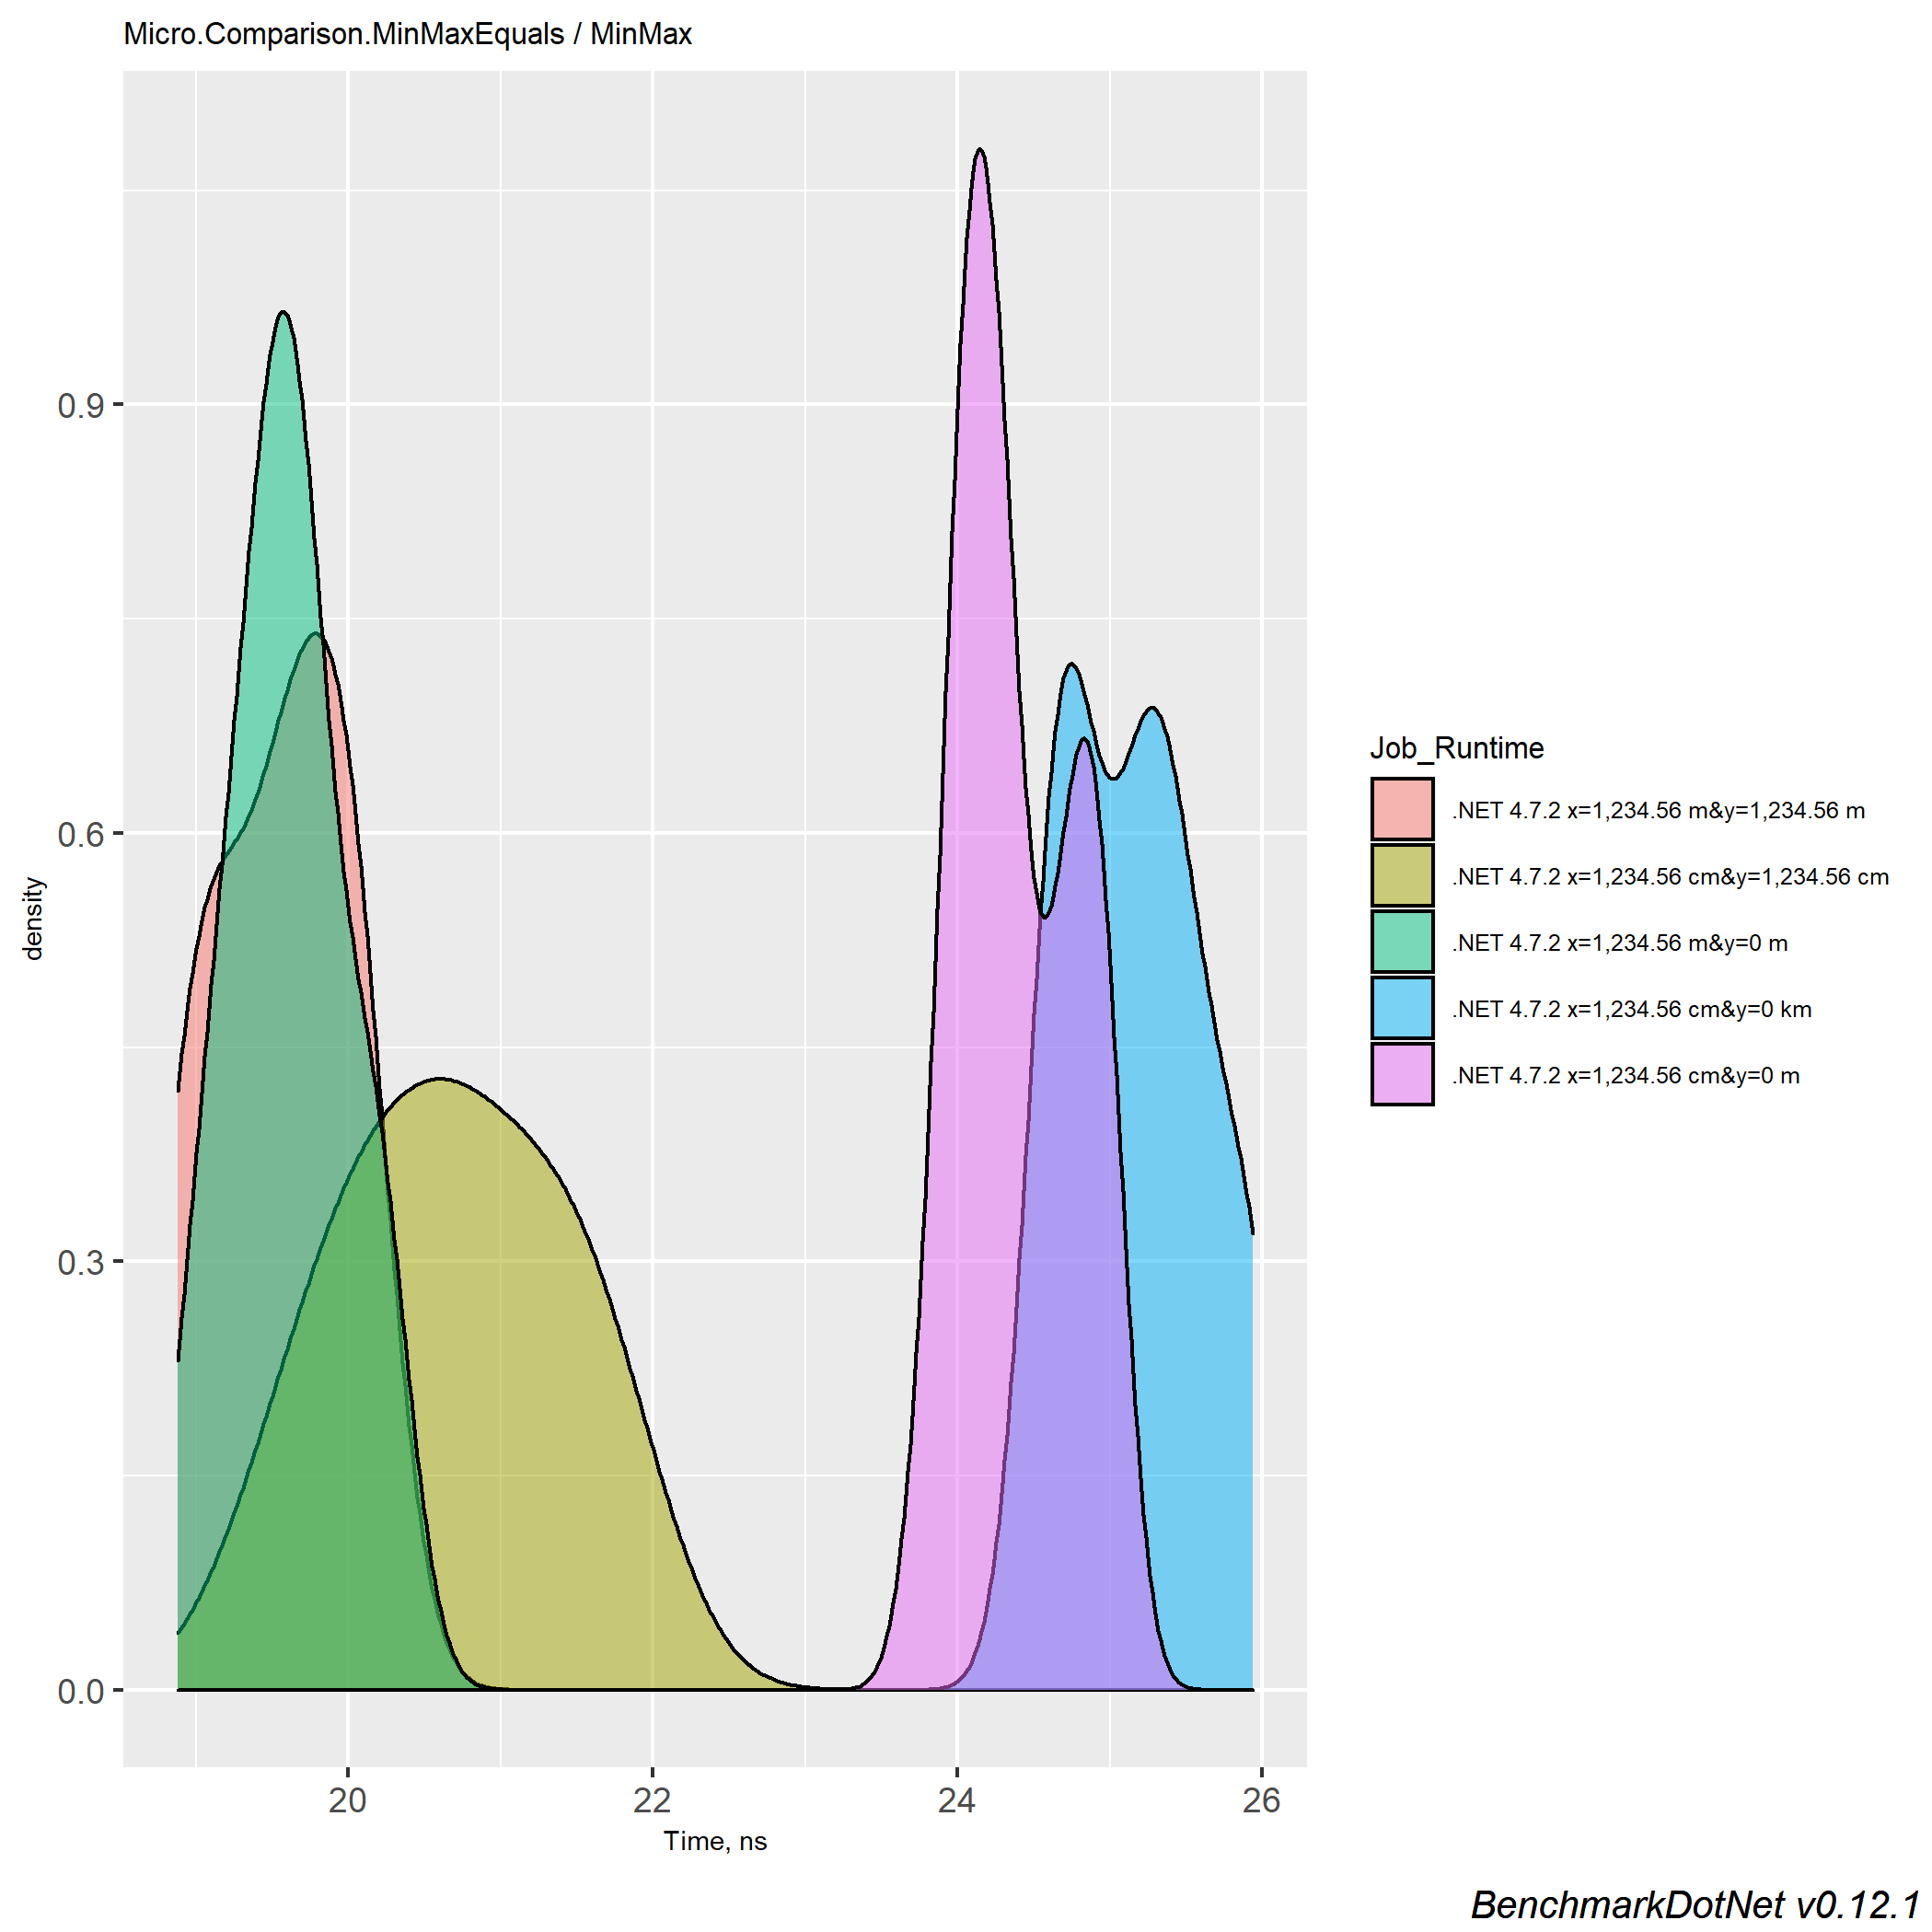 Micro.Comparison.MinMaxEquals / MinMax
0.9
0.6
0.3
0.0
density
20 22 24 26
Time, ns
Job_Runtime
.NET 4.7.2 x=1,234.56 m&y=1,234.56 m
.NET 4.7.2 x=1,234.56 cm&y=1,234.56 cm
.NET 4.7.2 x=1,234.56 m&y=0 m
.NET 4.7.2 x=1,234.56 cm&y=0 km
.NET 4.7.2 x=1,234.56 cm&y=0 m
BenchmarkDotNet v0.12.1